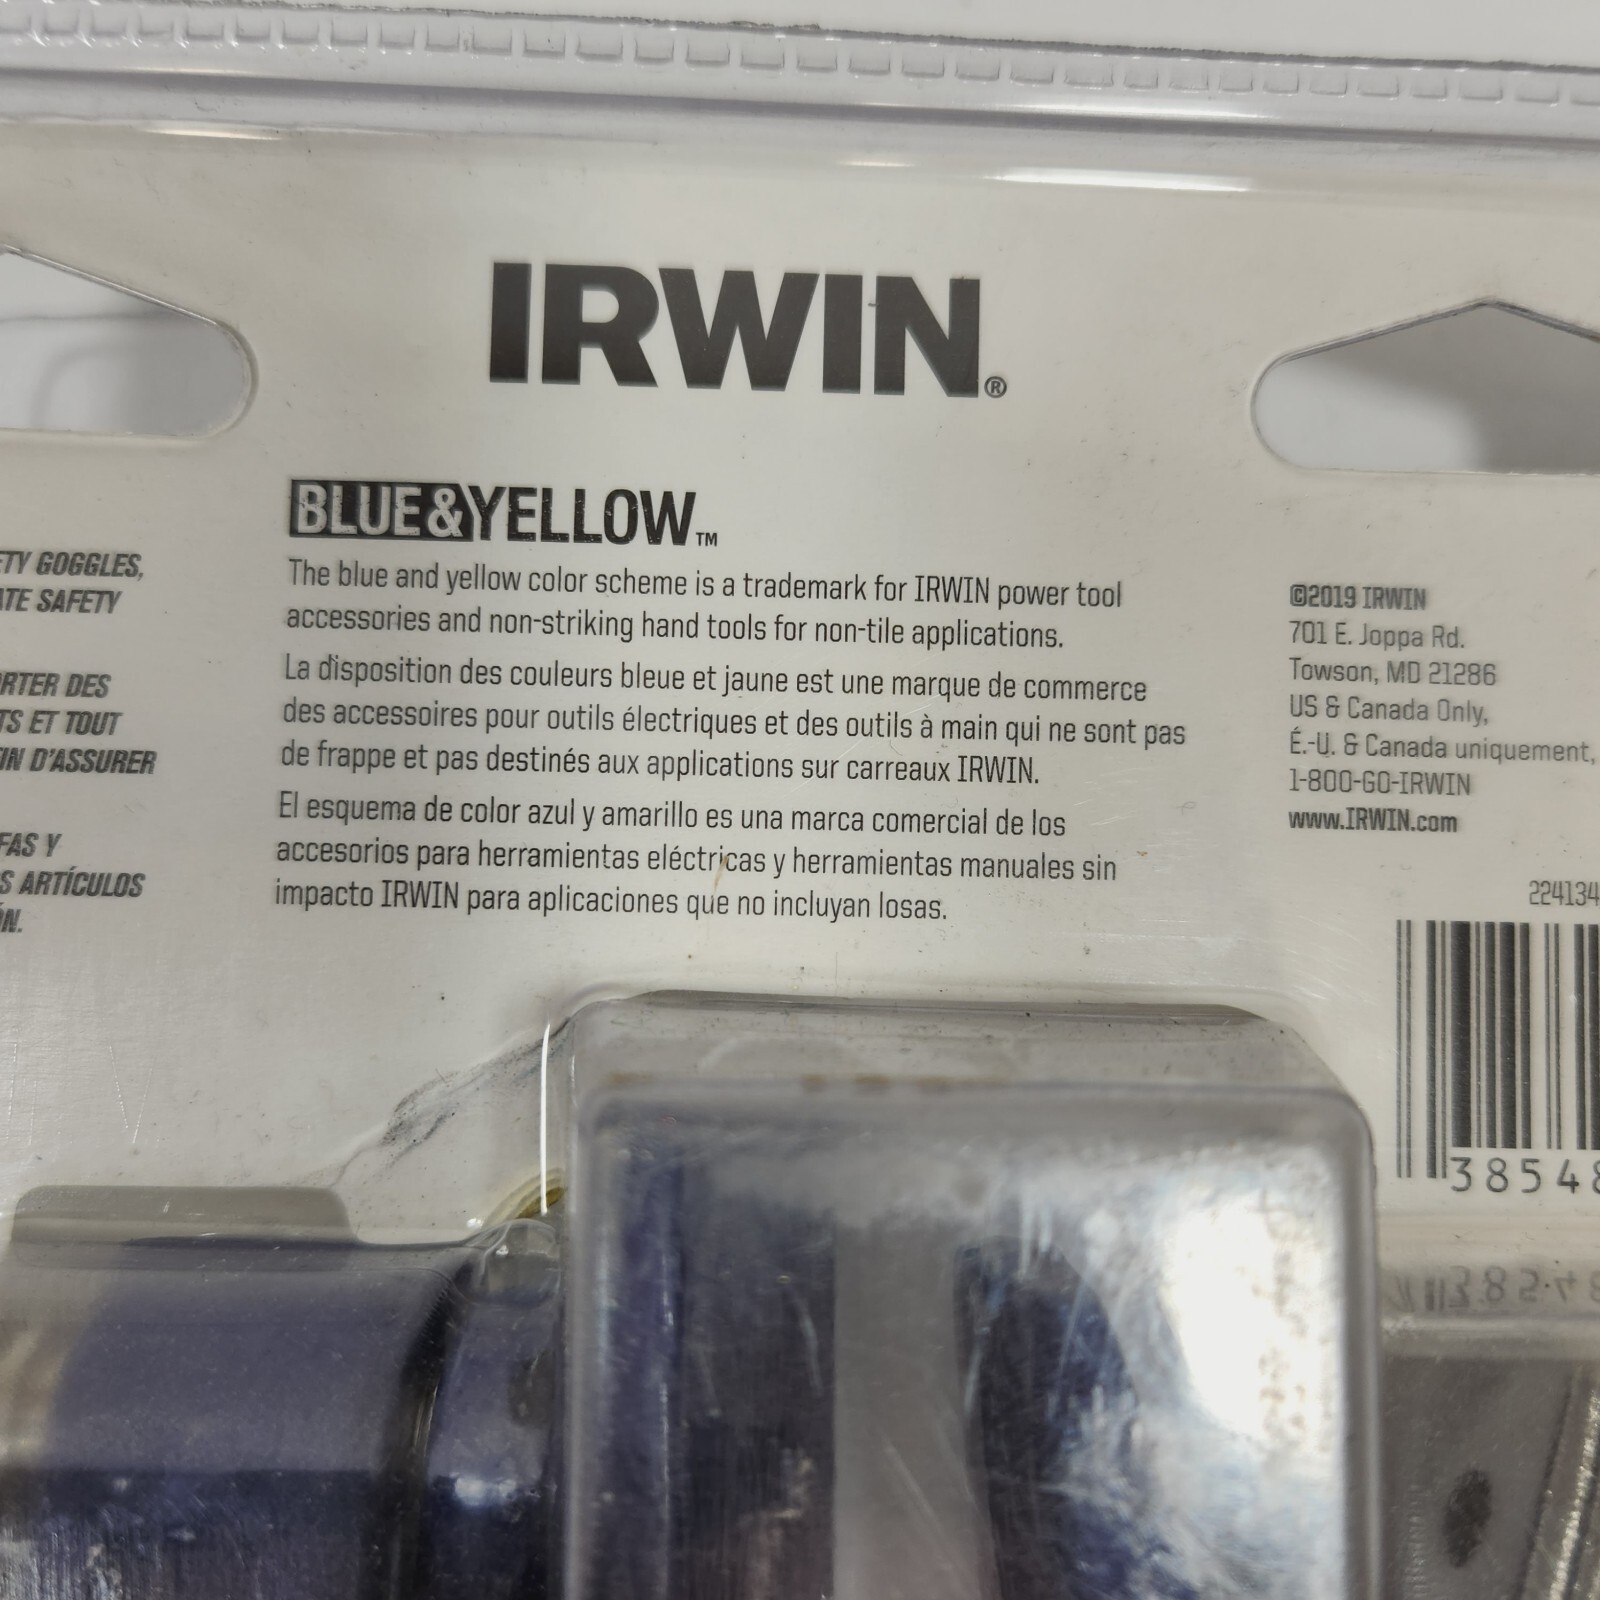 IRWIN®
BLUE&YELLOW™
The blue and yellow color scheme is a trademark for IRWIN power tool
accessories and non-striking hand tools for non-tile applications.
La disposition des couleurs bleue et jaune est une marque de commerce
des accessoires pour outils électriques et des outils à main qui ne sont pas
de frappe et pas destinés aux applications sur carreaux IRWIN.
El esquema de color azul y amarillo es una marca comercial de los
accesorios para herramientas eléctricas y herramientas manuales sin
impacto IRWIN para aplicaciones que no incluyan losas.
GOGGLES,
SAFETY
DES
ET TOUT
D'ASSURER
Y
ARTÍCULOS
©2019 IRWIN
701 E. Joppa Rd.
Towson, MD 21286
US & Canada Only,
É.-U. & Canada uniquement,
1-800-GO-IRWIN
www.IRWIN.com
224134
38548